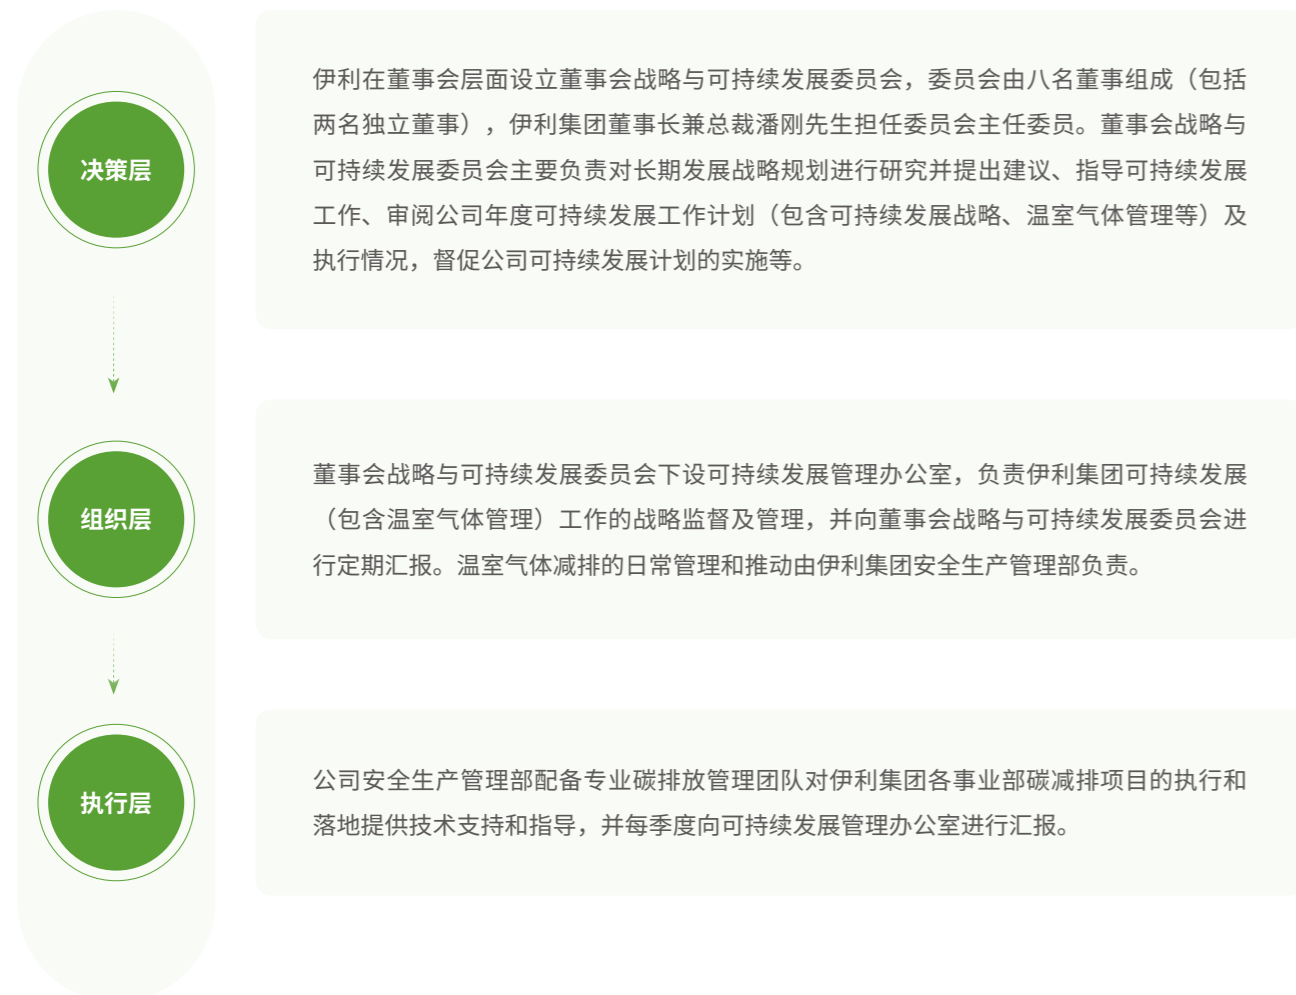 决策层
伊利在董事会层面设立董事会战略与可持续发展委员会，委员会由八名董事组成（包括
两名独立董事），伊利集团董事长兼总裁潘刚先生担任委员会主任委员。董事会战略与
可持续发展委员会主要负责对长期发展战略规划进行研究并提出建议、指导可持续发展
工作、审阅公司年度可持续发展工作计划（包含可持续发展战略、温室气体管理等）及
执行情况，督促公司可持续发展计划的实施等。
组织层
董事会战略与可持续发展委员会下设可持续发展管理办公室，负责伊利集团可持续发展
（包含温室气体管理）工作的战略监督及管理，并向董事会战略与可持续发展委员会进
行定期汇报。温室气体减排的日常管理和推动由伊利集团安全生产管理部负责。
执行层
公司安全生产管理部配备专业碳排放管理团队对伊利集团各事业部碳减排项目的执行和
落地提供技术支持和指导，并每季度向可持续发展管理办公室进行汇报。